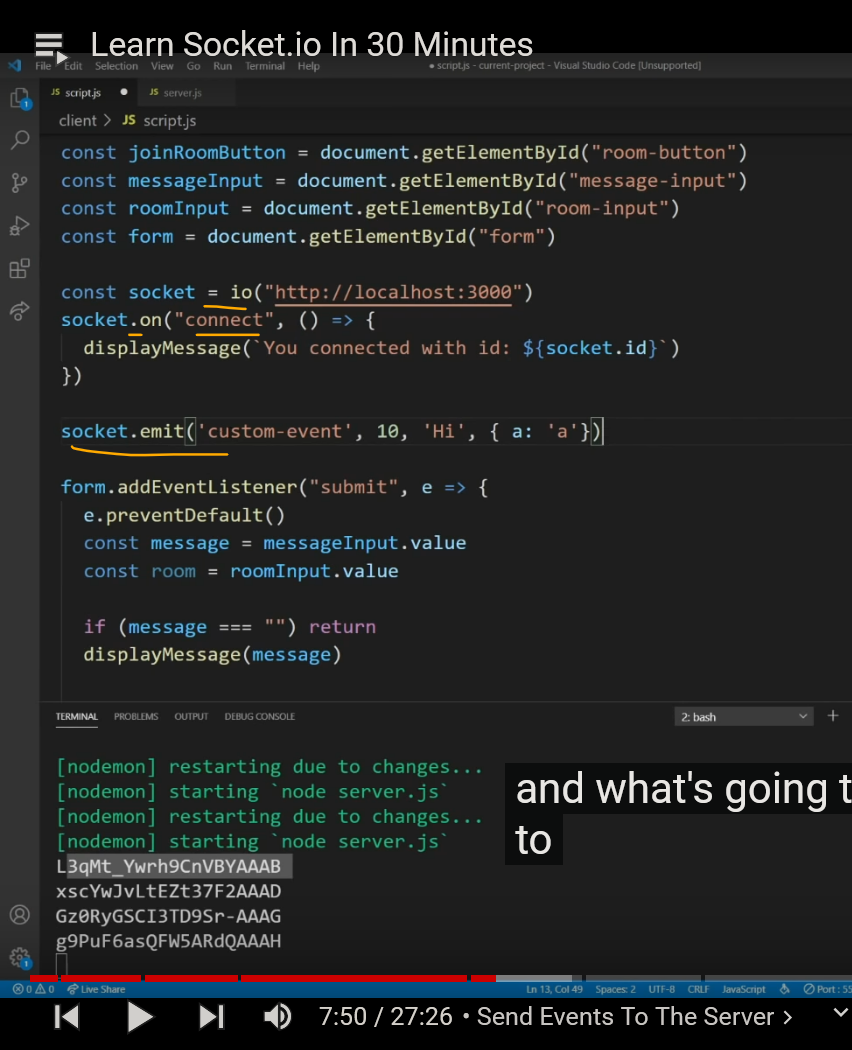 Learn Socket.io In 30 Minutes
File Edit Selection View Go Run Terminal Help ● script.js - current-project - Visual Studio Code [Unsupported]
JS script.js ● JS server.js
client > JS script.js
const joinRoomButton = document.getElementById("room-button")
const messageInput = document.getElementById("message-input")
const roomInput = document.getElementById("room-input")
const form = document.getElementById("form")
const socket = io("http://localhost:3000")
socket.on("connect", () => {
displayMessage(`You connected with id: ${socket.id}`)
})
socket.emit('custom-event', 10, 'Hi', { a: 'a'})
form.addEventListener("submit", e => {
e.preventDefault()
const message = messageInput.value
const room = roomInput.value
if (message === "") return
displayMessage(message)
TERMINAL PROBLEMS OUTPUT DEBUG CONSOLE 2: bash
[nodemon] restarting due to changes...
[nodemon] starting `node server.js`
[nodemon] restarting due to changes...
[nodemon] starting `node server.js`
L3qMt_Ywrh9CnVBYAAAB
xscYwJvLtEZt37F2AAAD
Gz0RyGSCI3TD9Sr-AAAG
g9PuF6asQFW5ARdQAAAH
and what's going t
to
0 0 Live Share Ln 13, Col 49 Spaces: 2 UTF-8 CRLF JavaScript Port : 55
7:50 / 27:26 • Send Events To The Server >